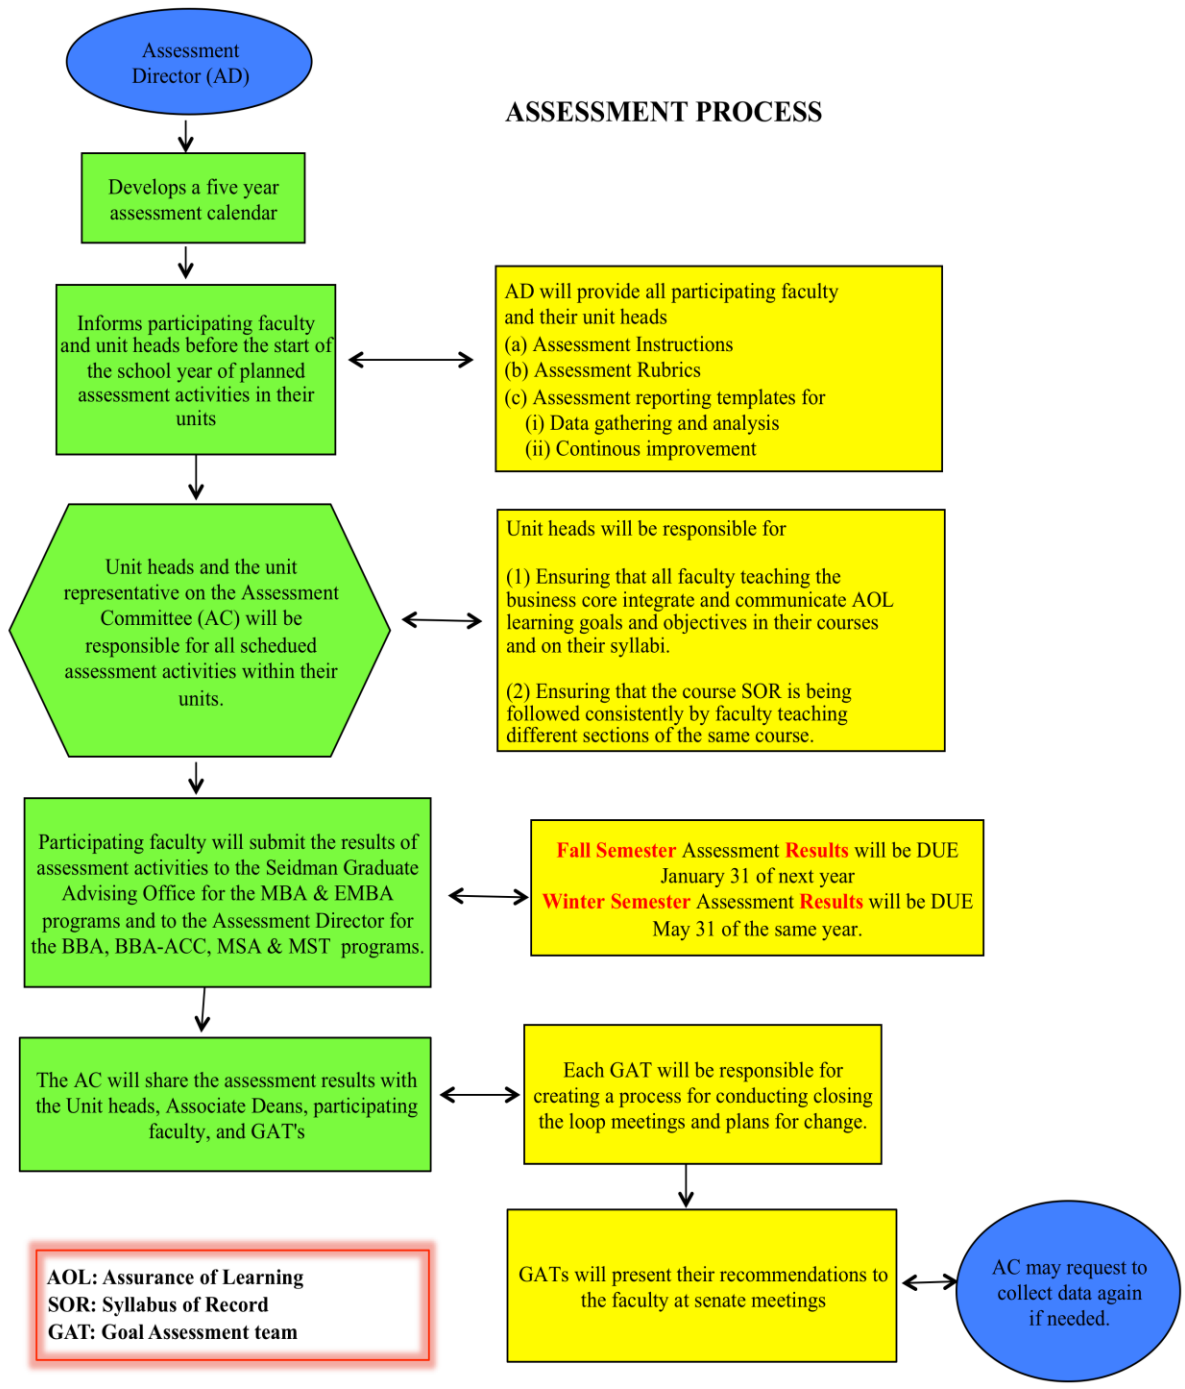 Assessment
Director (AD)
ASSESSMENT PROCESS
Develops a five year
assessment calendar
Informs participating faculty
and unit heads before the start of
the school year of planned
assessment activities in their
units
AD will provide all participating faculty
and their unit heads
(a) Assessment Instructions
(b) Assessment Rubrics
(c) Assessment reporting templates for
(i) Data gathering and analysis
(ii) Continous improvement
Unit heads and the unit
representative on the Assessment
Committee (AC) will be
responsible for all schedued
assessment activities within their
units.
Unit heads will be responsible for
(1) Ensuring that all faculty teaching the
business core integrate and communicate AOL
learning goals and objectives in their courses
and on their syllabi.
(2) Ensuring that the course SOR is being
followed consistently by faculty teaching
different sections of the same course.
Participating faculty will submit the results of
assessment activities to the Seidman Graduate
Advising Office for the MBA & EMBA
programs and to the Assessment Director for
the BBA, BBA-ACC, MSA & MST programs.
Fall Semester Assessment Results will be DUE
January 31 of next year
Winter Semester Assessment Results will be DUE
May 31 of the same year.
The AC will share the assessment results with
the Unit heads, Associate Deans, participating
faculty, and GAT's
Each GAT will be responsible for
creating a process for conducting closing
the loop meetings and plans for change.
GATs will present their recommendations to
the faculty at senate meetings
AC may request to
collect data again
if needed.
AOL: Assurance of Learning
SOR: Syllabus of Record
GAT: Goal Assessment team